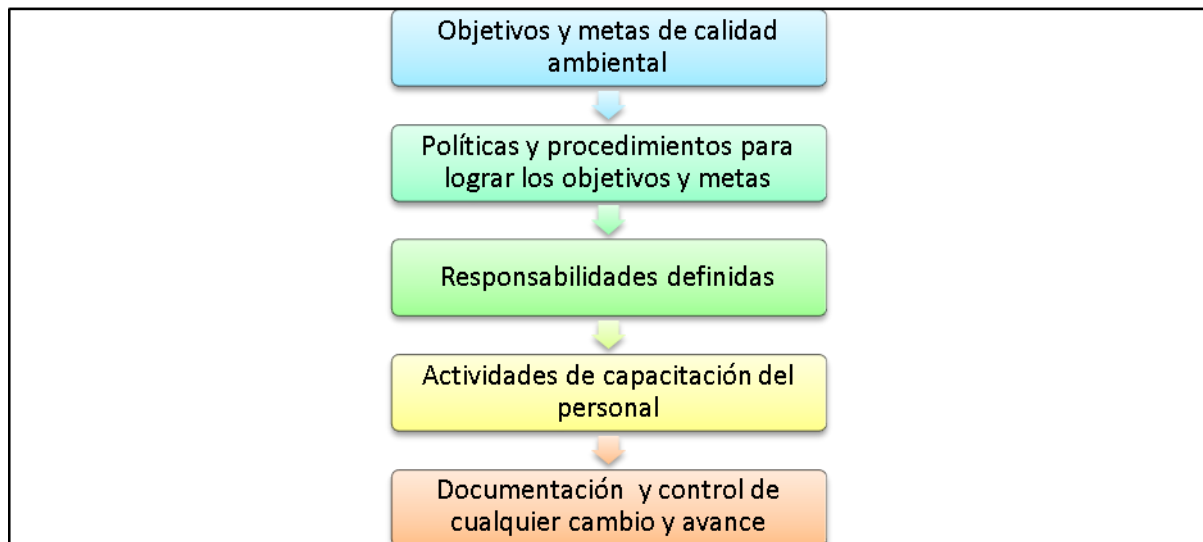 Objetivos y metas de calidad
ambiental
Políticas y procedimientos para
lograr los objetivos y metas
Responsabilidades definidas
Actividades de capacitación del
personal
Documentación  y control de
cualquier cambio y avance